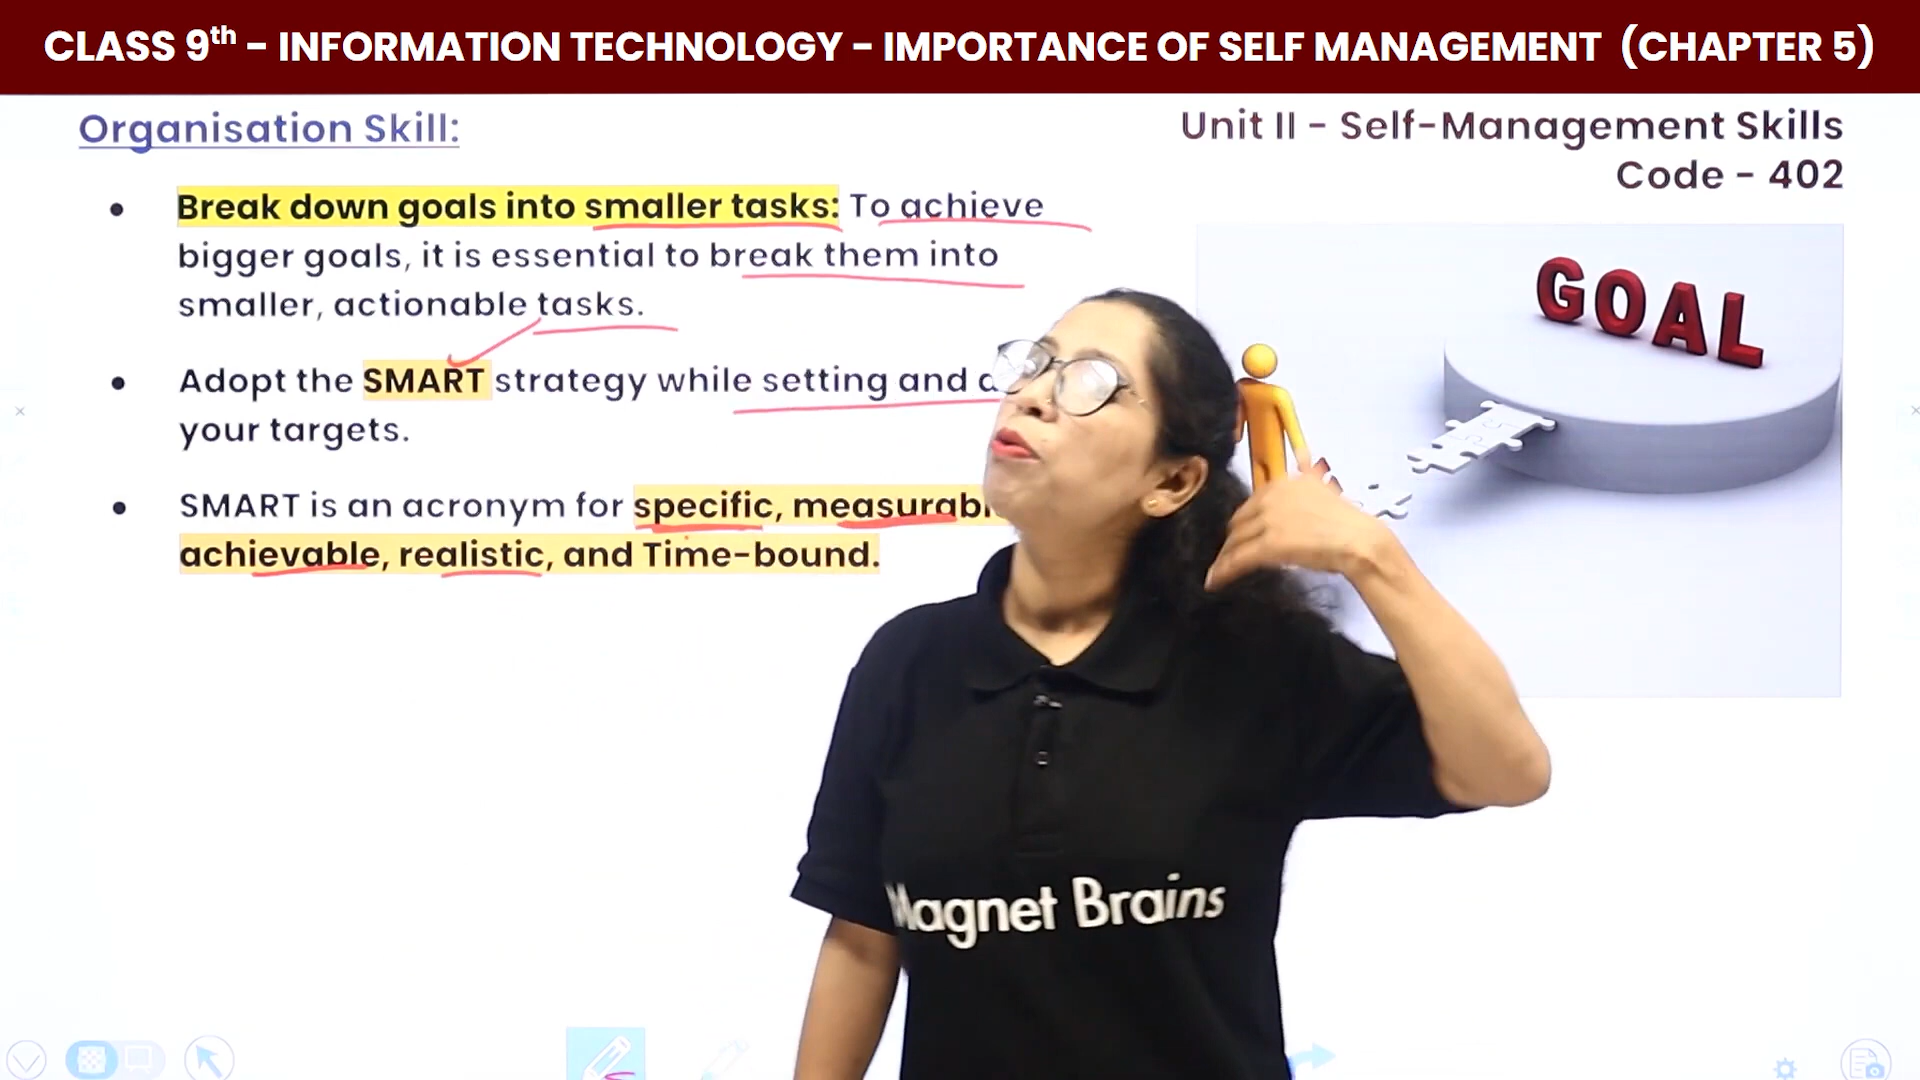 CLASS 9th – INFORMATION TECHNOLOGY – IMPORTANCE OF SELF MANAGEMENT (CHAPTER 5)
Organisation Skill:
Unit II - Self-Management Skills
Code - 402
• Break down goals into smaller tasks: To achieve
bigger goals, it is essential to break them into
smaller, actionable tasks.
• Adopt the SMART strategy while setting and
your targets.
• SMART is an acronym for specific,
achievable, realistic, and Time-bound.
GOAL
Magnet Brains